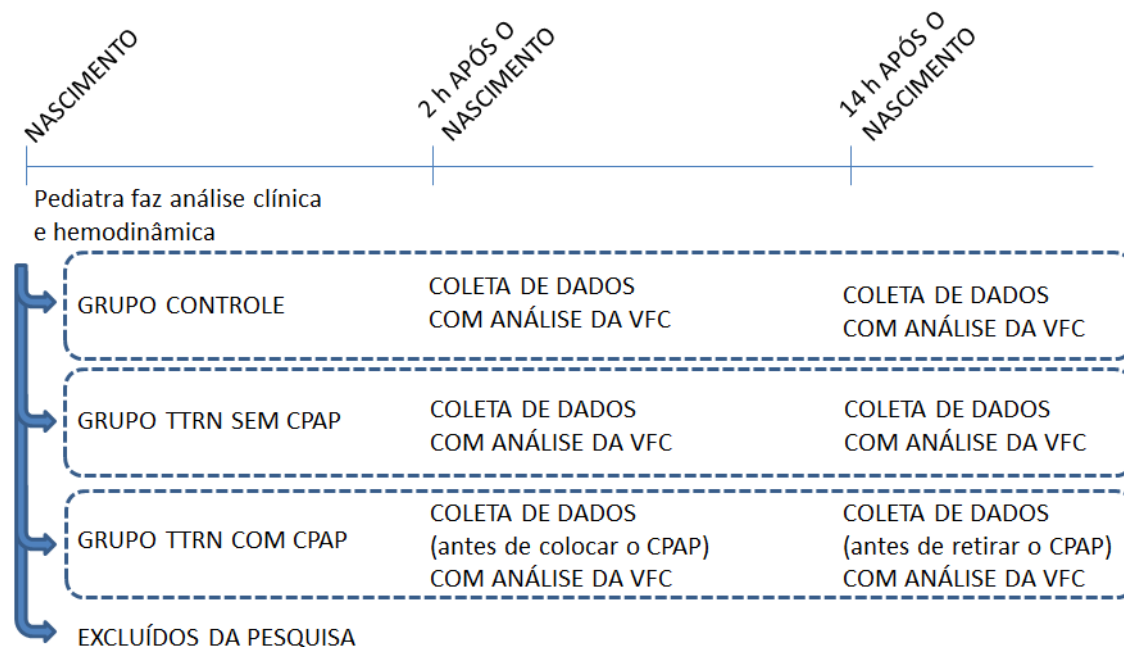 NASCIMENTO
2 h APÓS O
NASCIMENTO
14 h APÓS O
NASCIMENTO
Pediatra faz análise clínica
e hemodinâmica
GRUPO CONTROLE
COLETA DE DADOS
COM ANÁLISE DA VFC
COLETA DE DADOS
COM ANÁLISE DA VFC
GRUPO TTRN SEM CPAP
COLETA DE DADOS
COM ANÁLISE DA VFC
COLETA DE DADOS
COM ANÁLISE DA VFC
GRUPO TTRN COM CPAP
COLETA DE DADOS
(antes de colocar o CPAP)
COM ANÁLISE DA VFC
COLETA DE DADOS
(antes de retirar o CPAP)
COM ANÁLISE DA VFC
EXCLUÍDOS DA PESQUISA